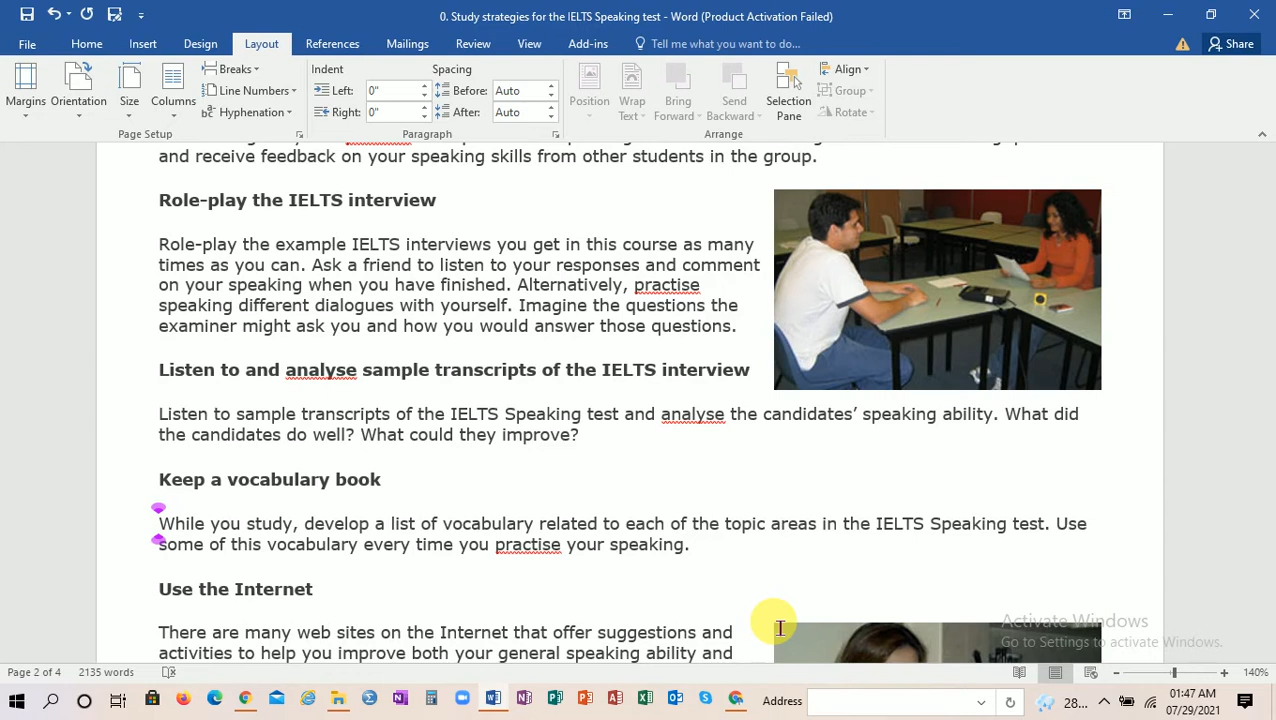 0. Study strategies for the IELTS Speaking test - Word (Product Activation Failed)
File Home Insert Design Layout References Mailings Review View Add-ins Tell me what you want to do... Share
Margins Orientation Size Columns
Breaks
Line Numbers
Hyphenation
Page Setup
Indent
Left: 0"
Right: 0"
Spacing
Before: Auto
After: Auto
Paragraph
Position Wrap Text Bring Forward Send Backward Selection Pane
Align
Group
Rotate
Arrange
and receive feedback on your speaking skills from other students in the group.
Role-play the IELTS interview
Role-play the example IELTS interviews you get in this course as many
times as you can. Ask a friend to listen to your responses and comment
on your speaking when you have finished. Alternatively, practise
speaking different dialogues with yourself. Imagine the questions the
examiner might ask you and how you would answer those questions.
Listen to and analyse sample transcripts of the IELTS interview
Listen to sample transcripts of the IELTS Speaking test and analyse the candidates’ speaking ability. What did
the candidates do well? What could they improve?
Keep a vocabulary book
While you study, develop a list of vocabulary related to each of the topic areas in the IELTS Speaking test. Use
some of this vocabulary every time you practise your speaking.
Use the Internet
There are many web sites on the Internet that offer suggestions and
activities to help you improve both your general speaking ability and
Activate Windows
Go to Settings to activate Windows.
Page 2 of 4 2135 words 140%
Address 28... 01:47 AM
07/29/2021